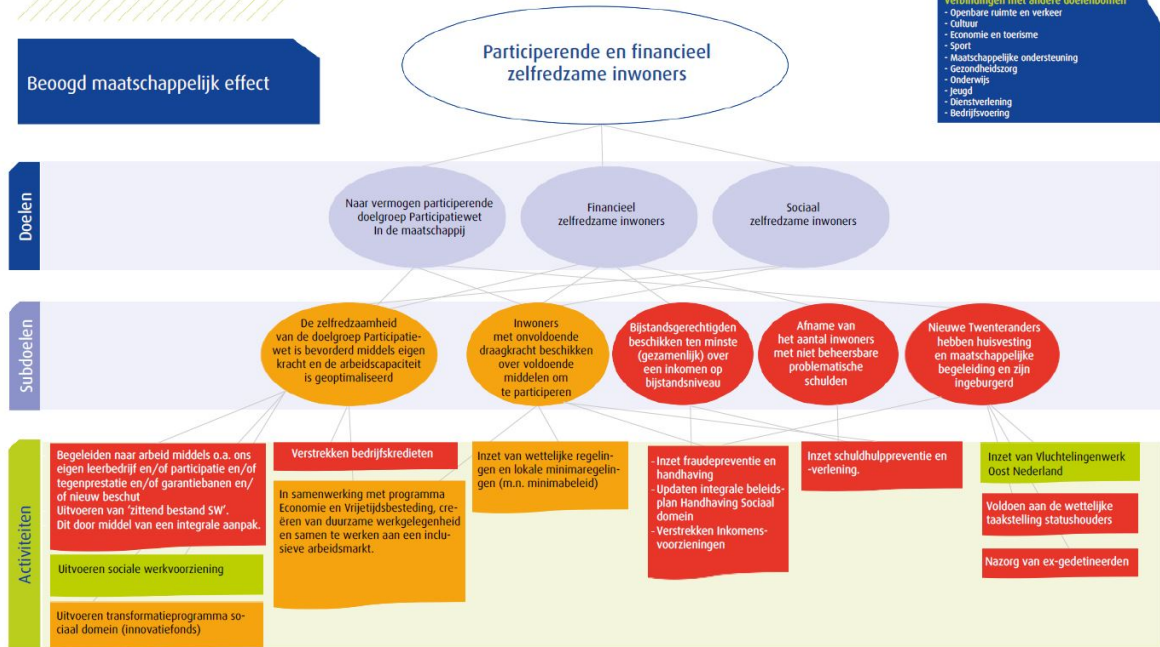 Verbindingen met andere doelenbomen
- Openbare ruimte en verkeer
- Cultuur
- Economie en toerisme
- Sport
- Maatschappelijke ondersteuning
- Gezondheidszorg
- Onderwijs
- Jeugd
- Dienstverlening
- Bedrijfsvoering
Beoogd maatschappelijk effect
Participerende en financieel
zelfredzame inwoners
Doelen
Naar vermogen participerende
doelgroep Participatiewet
In de maatschappij
Financieel
zelfredzame inwoners
Sociaal
zelfredzame inwoners
Subdoelen
De zelfredzaamheid
van de doelgroep Participatie-
wet is bevorderd middels eigen
kracht en de arbeidscapaciteit
is geoptimaliseerd
Inwoners
met onvoldoende
draagkracht beschikken
over voldoende
middelen om
te participeren
Bijstandsgerechtigden
beschikken ten minste
(gezamenlijk) over
een inkomen op
bijstandsniveau
Afname van
het aantal inwoners
met niet beheersbare
problematische
schulden
Nieuwe Twenteranders
hebben huisvesting
en maatschappelijke
begeleiding en zijn
ingeburgerd
Activiteiten
Begeleiden naar arbeid middels o.a. ons
eigen leerbedrijf en/of participatie en/of
tegenprestatie en/of garantiebanen en/
of nieuw beschut
Uitvoeren van ‘zittend bestand SW’.
Dit door middel van een integrale aanpak.
Uitvoeren sociale werkvoorziening
Uitvoeren transformatieprogramma so-
ciaal domein (innovatiefonds)
Verstrekken bedrijfskredieten
In samenwerking met programma
Economie en Vrijetijdsbesteding, cre-
ëren van duurzame werkgelegenheid
en samen te werken aan een inclu-
sieve arbeidsmarkt.
Inzet van wettelijke regelin-
gen en lokale minimaregelin-
gen (m.n. minimabeleid)
- Inzet fraudepreventie en
handhaving
- Updaten integrale beleids-
plan Handhaving Sociaal
domein
- Verstrekken Inkomens-
voorzieningen
Inzet schuldhulppreventie en
-verlening.
Inzet van Vluchtelingenwerk
Oost Nederland
Voldoen aan de wettelijke
taakstelling statushouders
Nazorg van ex-gedetineerden